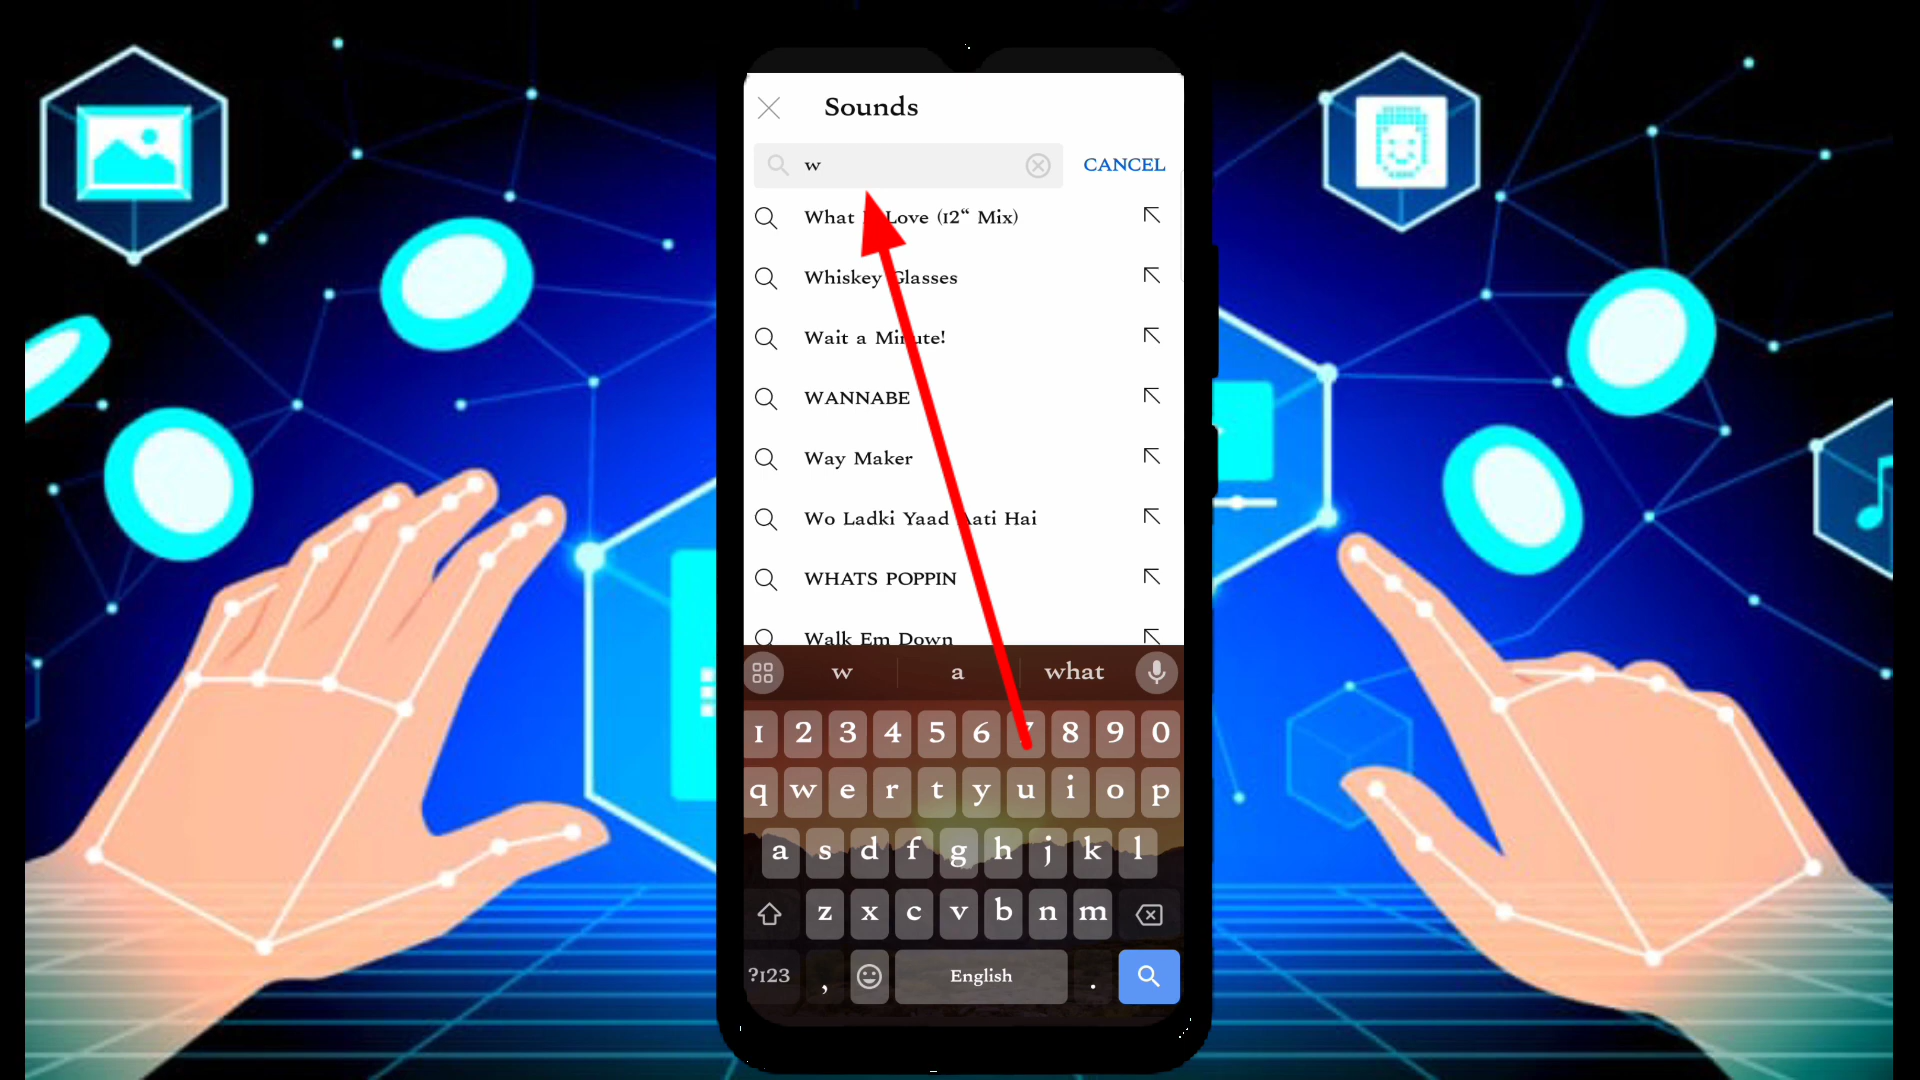 Sounds
w
CANCEL
What Love (12“ Mix)
Whiskey Glasses
Wait a Minute!
WANNABE
Way Maker
Wo Ladki Yaad Aati Hai
WHATS POPPIN
Walk Em Down
w a what
1 2 3 4 5 6 7 8 9 0
q w e r t y u i o p
a s d f g h j k l
z x c v b n m
?123 , English .